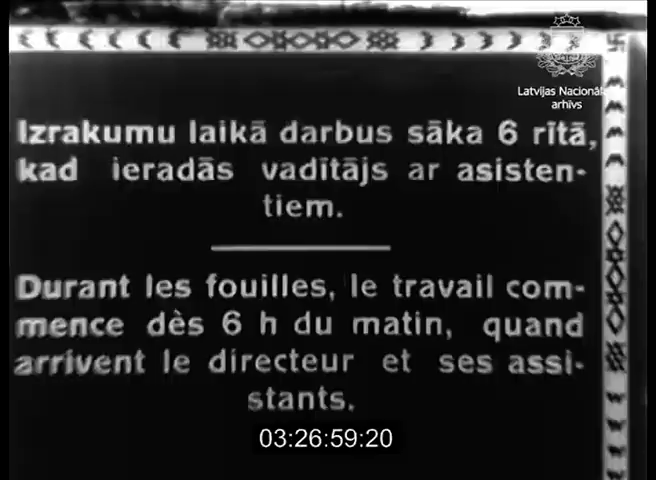 Latvijas Nacionāl
arhīvs
Izrakumu laikā darbus sāka 6 rītā,
kad ieradās vadītājs ar asisten-
tiem.
Durant les fouilles, le travail com-
mence dès 6 h du matin, quand
arrivent le directeur et ses assi-
stants.
03:26:59:20